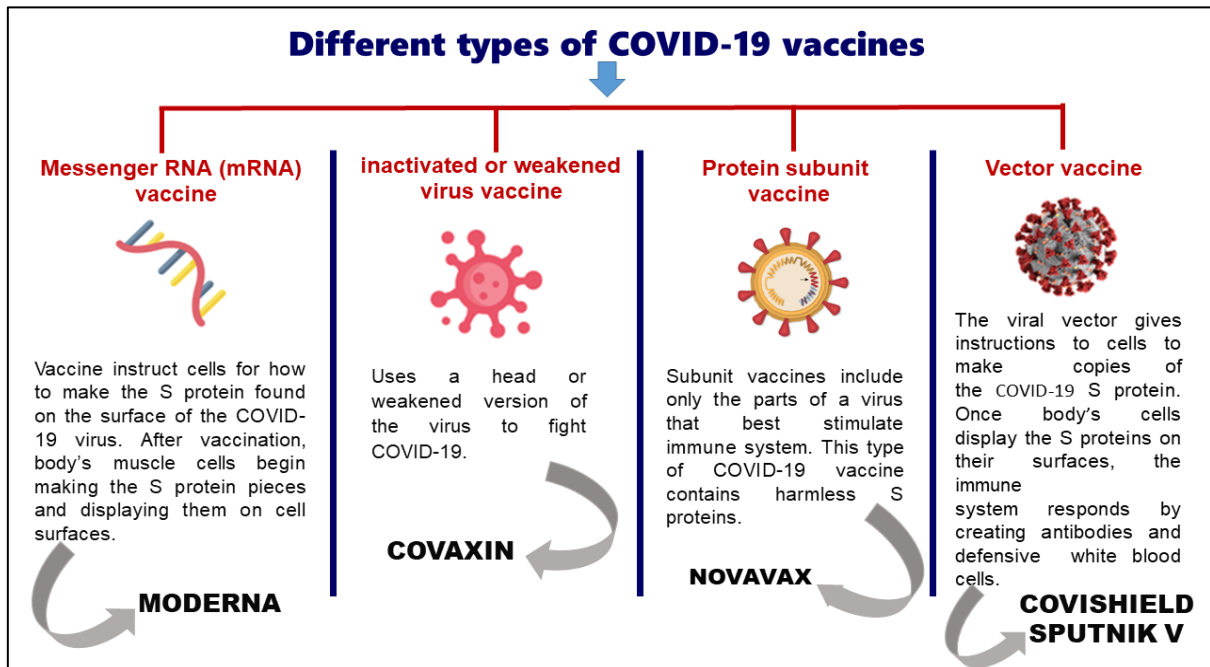 Different types of COVID-19 vaccines
Messenger RNA (mRNA)
vaccine
Vaccine instruct cells for how
to make the S protein found
on the surface of the COVID-
19 virus. After vaccination,
body's muscle cells begin
making the S protein pieces
and displaying them on cell
surfaces.
MODERNA
inactivated or weakened
virus vaccine
Uses a head or
weakened version of
the virus to fight
COVID-19.
COVAXIN
Protein subunit
vaccine
Subunit vaccines include
only the parts of a virus
that best stimulate
immune system. This type
of COVID-19 vaccine
contains harmless S
proteins.
NOVAVAX
Vector vaccine
The viral vector gives
instructions to cells to
make copies of
the COVID-19 S protein.
Once body's cells
display the S proteins on
their surfaces, the
immune
system responds by
creating antibodies and
defensive white blood
cells.
COVISHIELD
SPUTNIK V